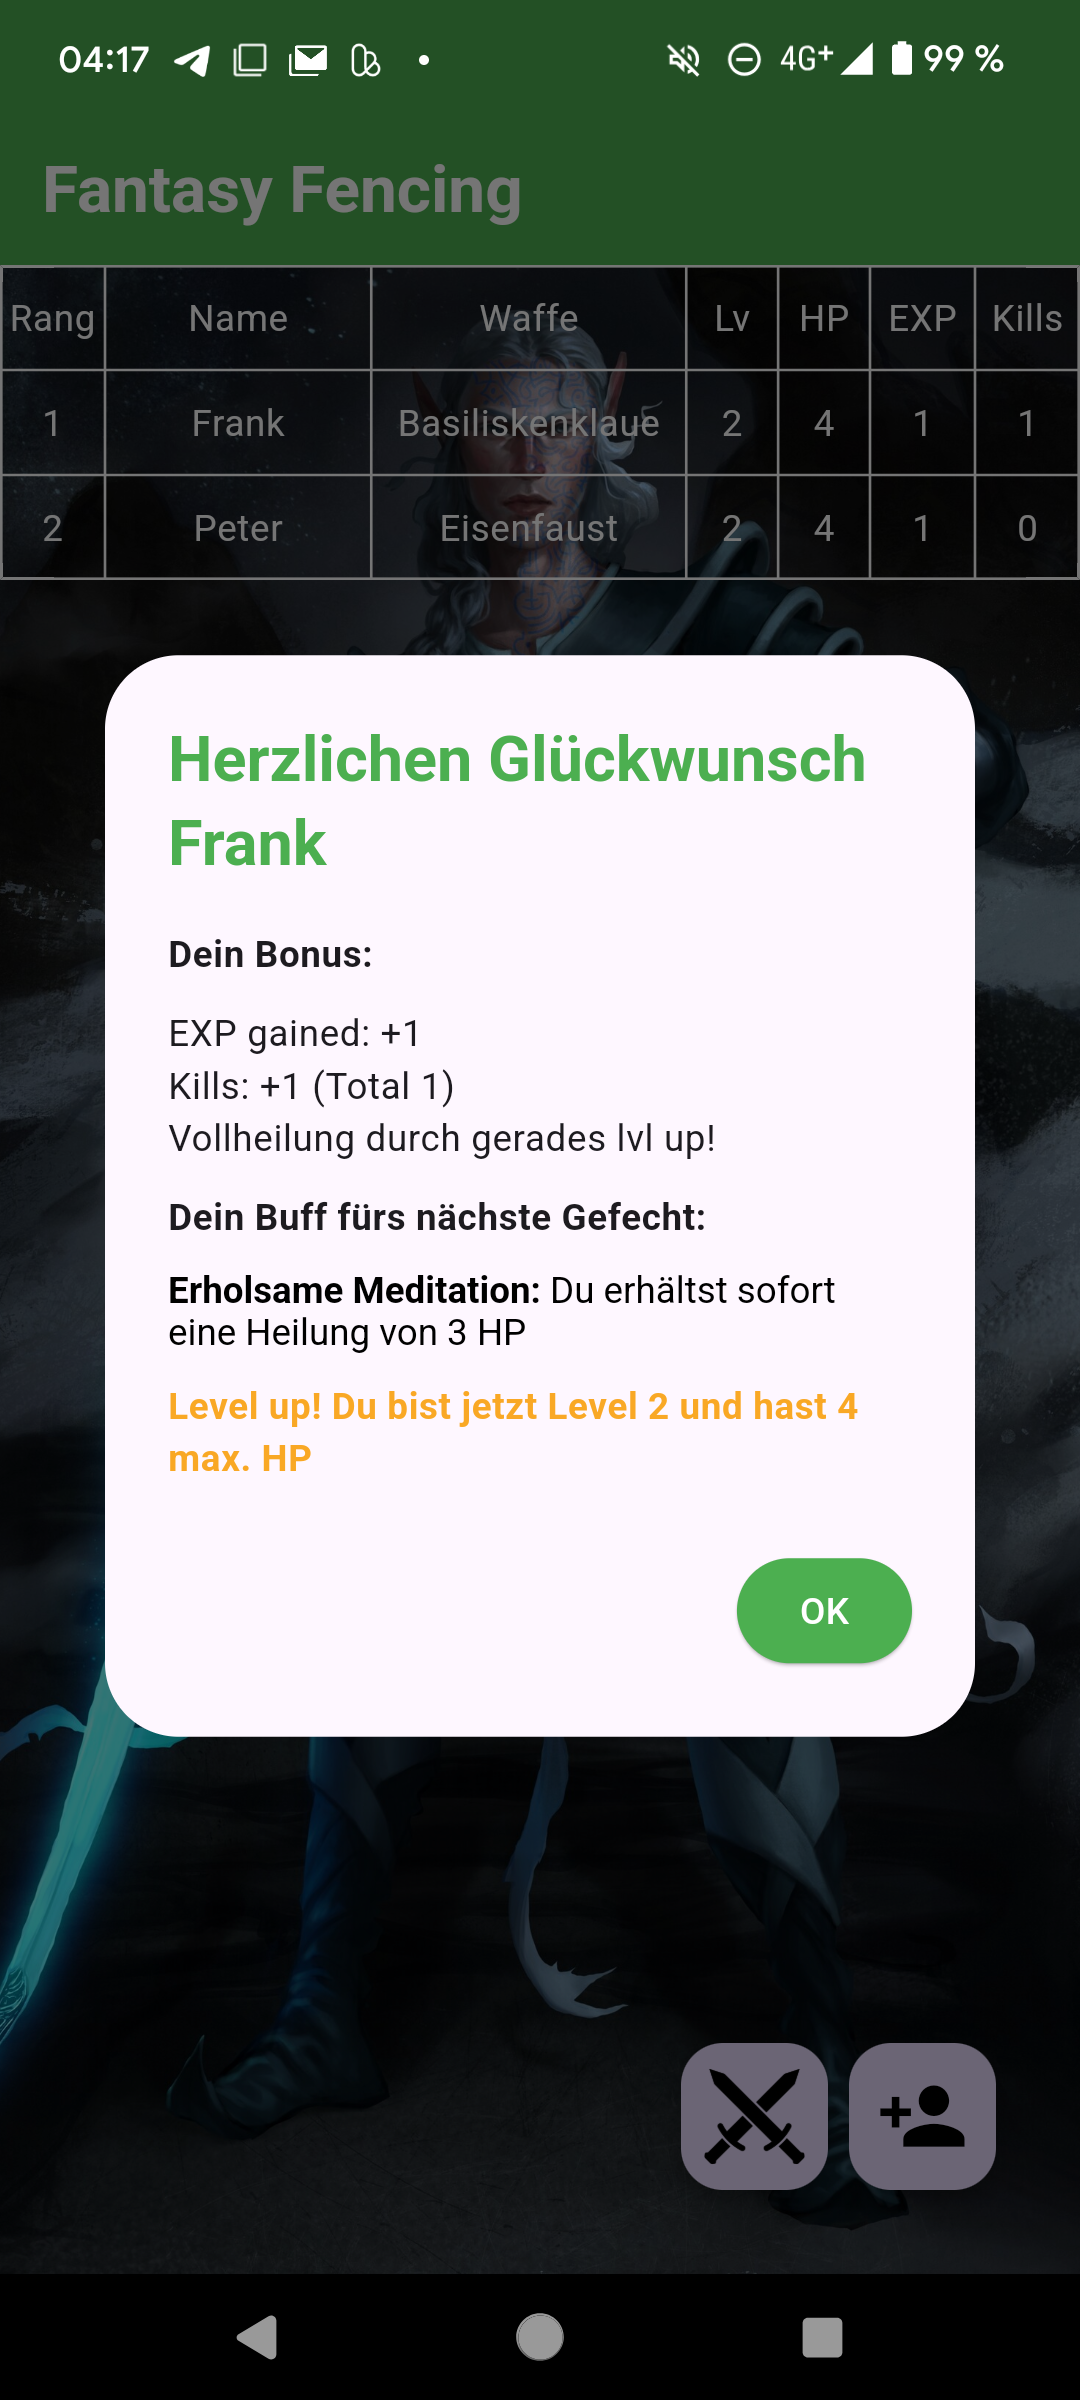 04:17 4G+ 99 %
Fantasy Fencing
Rang Name Waffe Lv HP EXP Kills
1 Frank Basiliskenklaue 2 4 1 1
2 Peter Eisenfaust 2 4 1 0
Herzlichen Glückwunsch
Frank
Dein Bonus:
EXP gained: +1
Kills: +1 (Total 1)
Vollheilung durch gerades lvl up!
Dein Buff fürs nächste Gefecht:
Erholsame Meditation: Du erhältst sofort
eine Heilung von 3 HP
Level up! Du bist jetzt Level 2 und hast 4
max. HP
OK